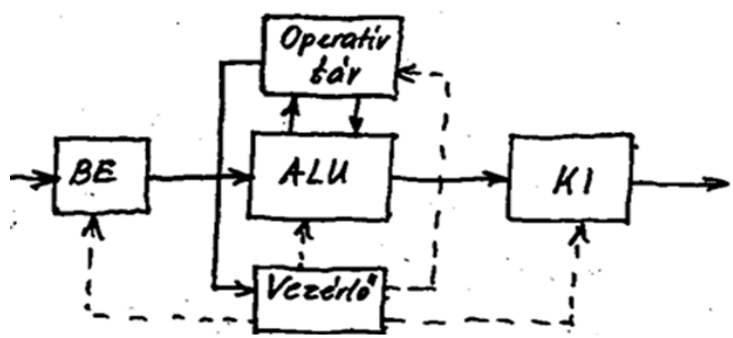 Operatív
tár
BE
ALU
KI
Vezérlő